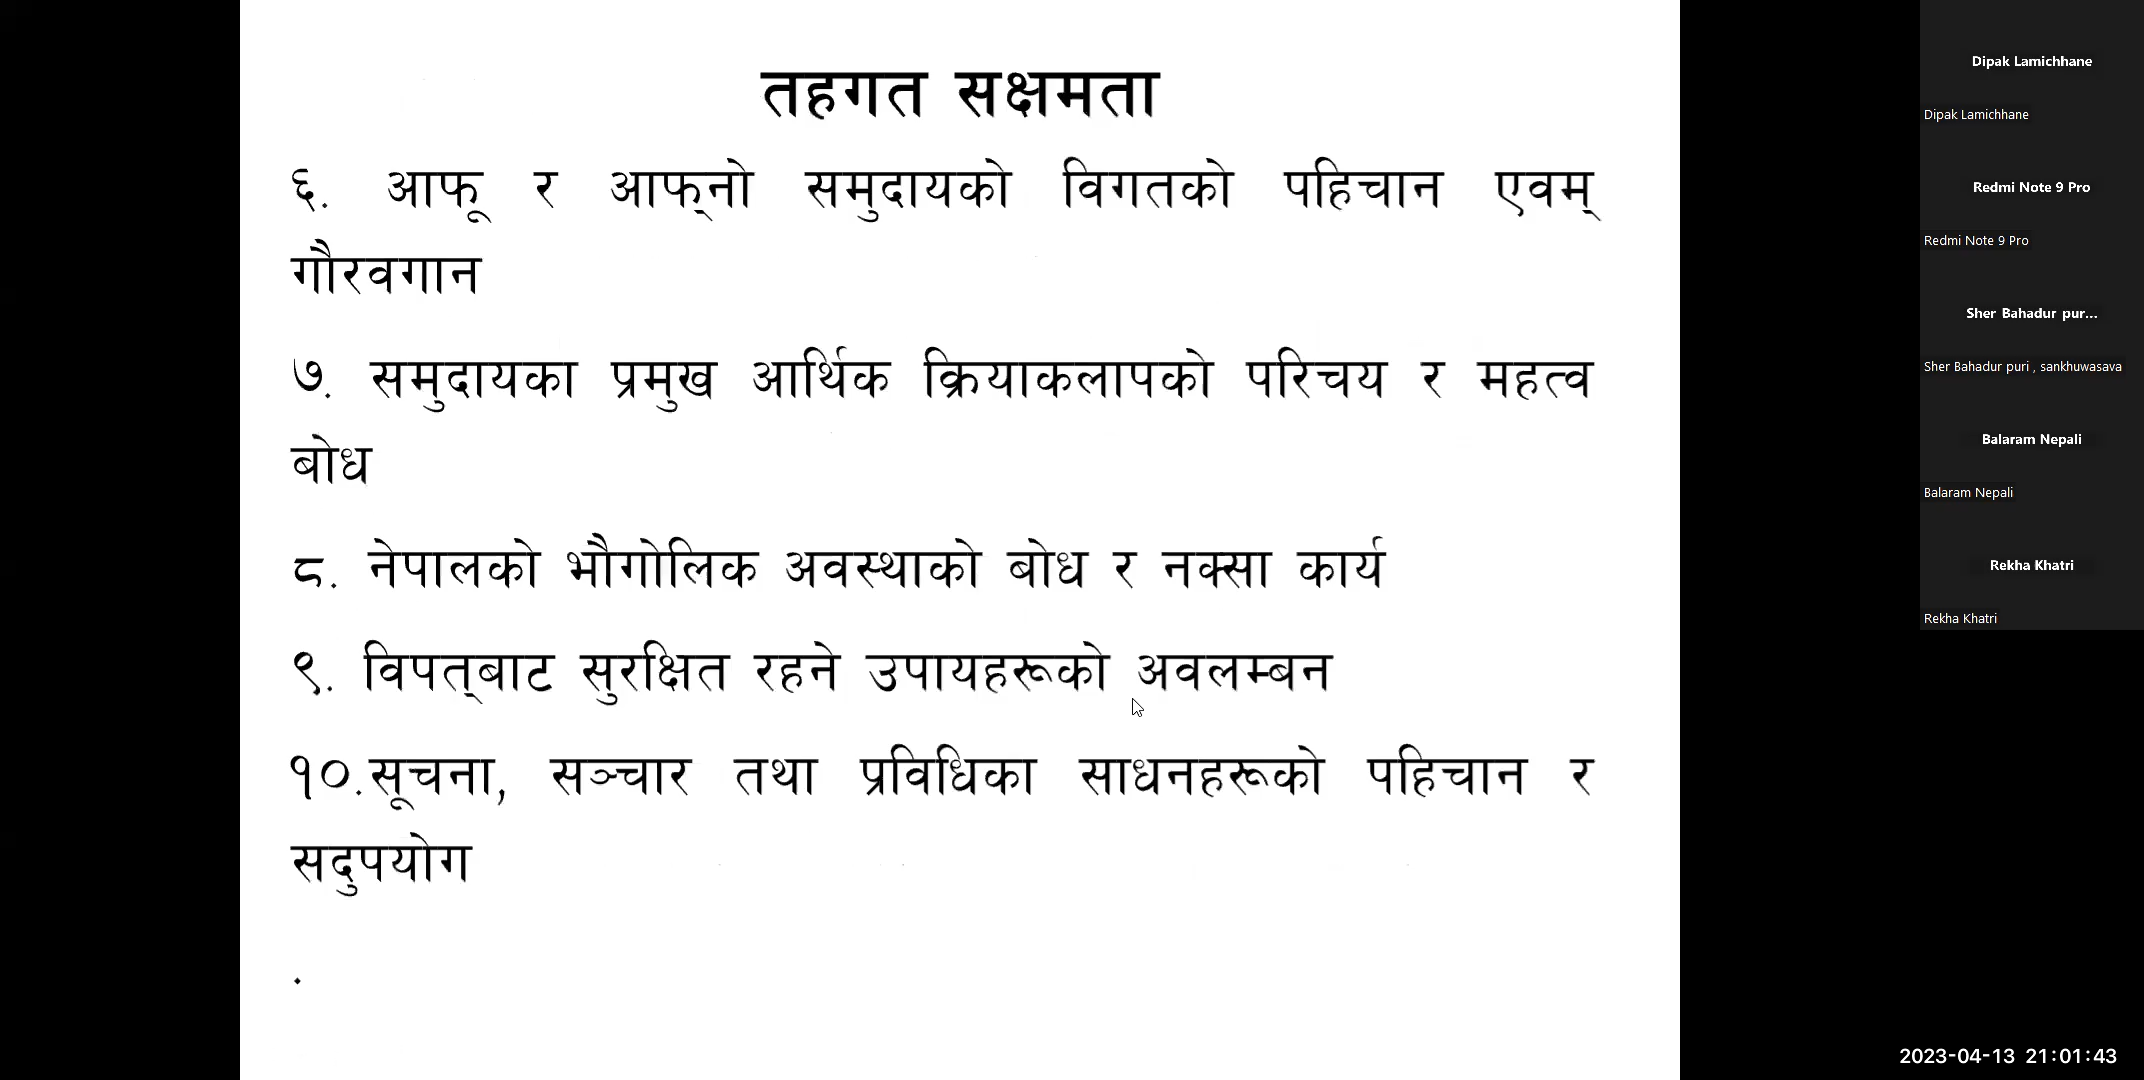 तहगत सक्षमता
६. आफू र आफ्‌नो समुदायको विगतको पहिचान एवम्
गौरवगान
७. समुदायका प्रमुख आर्थिक क्रियाकलापको परिचय र महत्व
बोध
८. नेपालको भौगोलिक अवस्थाको बोध र नक्सा कार्य
९. विपत्‌बाट सुरक्षित रहने उपायहरूको अवलम्बन
१०.सूचना, सञ्चार तथा प्रविधिका साधनहरूको पहिचान र
सदुपयोग
.
Dipak Lamichhane
Dipak Lamichhane
Redmi Note 9 Pro
Redmi Note 9 Pro
Sher Bahadur pur...
Sher Bahadur puri , sankhuwasava
Balaram Nepali
Balaram Nepali
Rekha Khatri
Rekha Khatri
2023-04-13 21:01:43